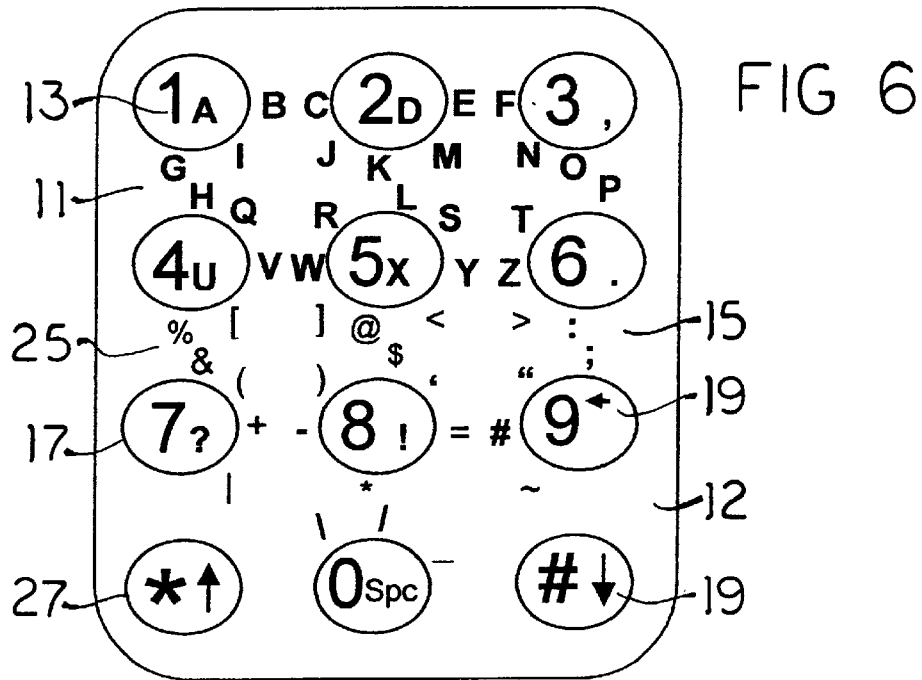 FIG 6
13 1A B C 2D E F 3 ,
G I J K M N O
11 H Q R L S T P
4U V W 5X Y Z 6 .
% [ ] @ < > : 15
25 & $ ;
( ) ‘ “
7? + - 8 ! = # 9 ← 19
17
| * ~ 12
\ /
27 * ↑ 0Spc _ # ↓ 19